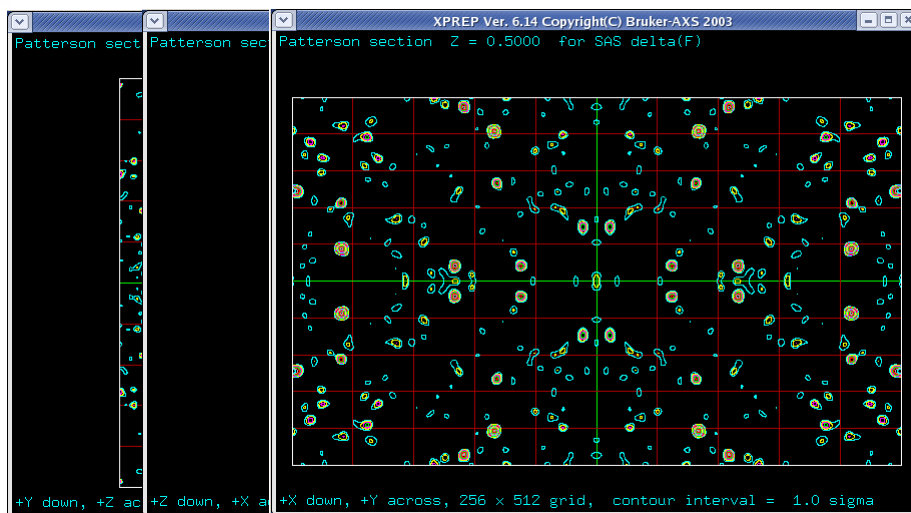 XPREP Ver. 6.14 Copyright(C) Bruker-AXS 2003
Patterson sect
Patterson sec
Patterson section Z = 0.5000 for SAS delta(F)
+Y down, +Z ac
+Z down, +X a
+X down, +Y across, 256 x 512 grid, contour interval = 1.0 sigma